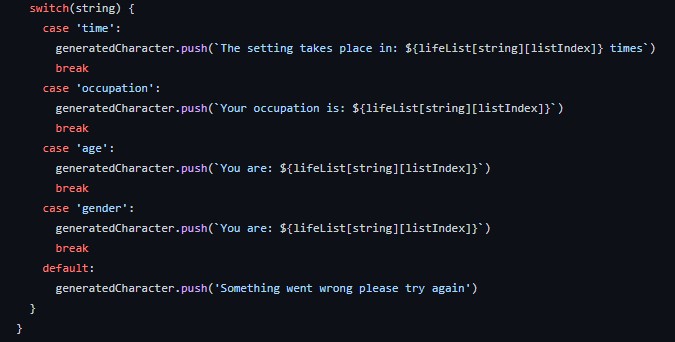 switch(string) {
case 'time':
generatedCharacter.push(`The setting takes place in: ${lifeList[string][listIndex]} times`)
break
case 'occupation':
generatedCharacter.push(`Your occupation is: ${lifeList[string][listIndex]}`)
break
case 'age':
generatedCharacter.push(`You are: ${lifeList[string][listIndex]}`)
break
case 'gender':
generatedCharacter.push(`You are: ${lifeList[string][listIndex]}`)
break
default:
generatedCharacter.push('Something went wrong please try again')
}
}